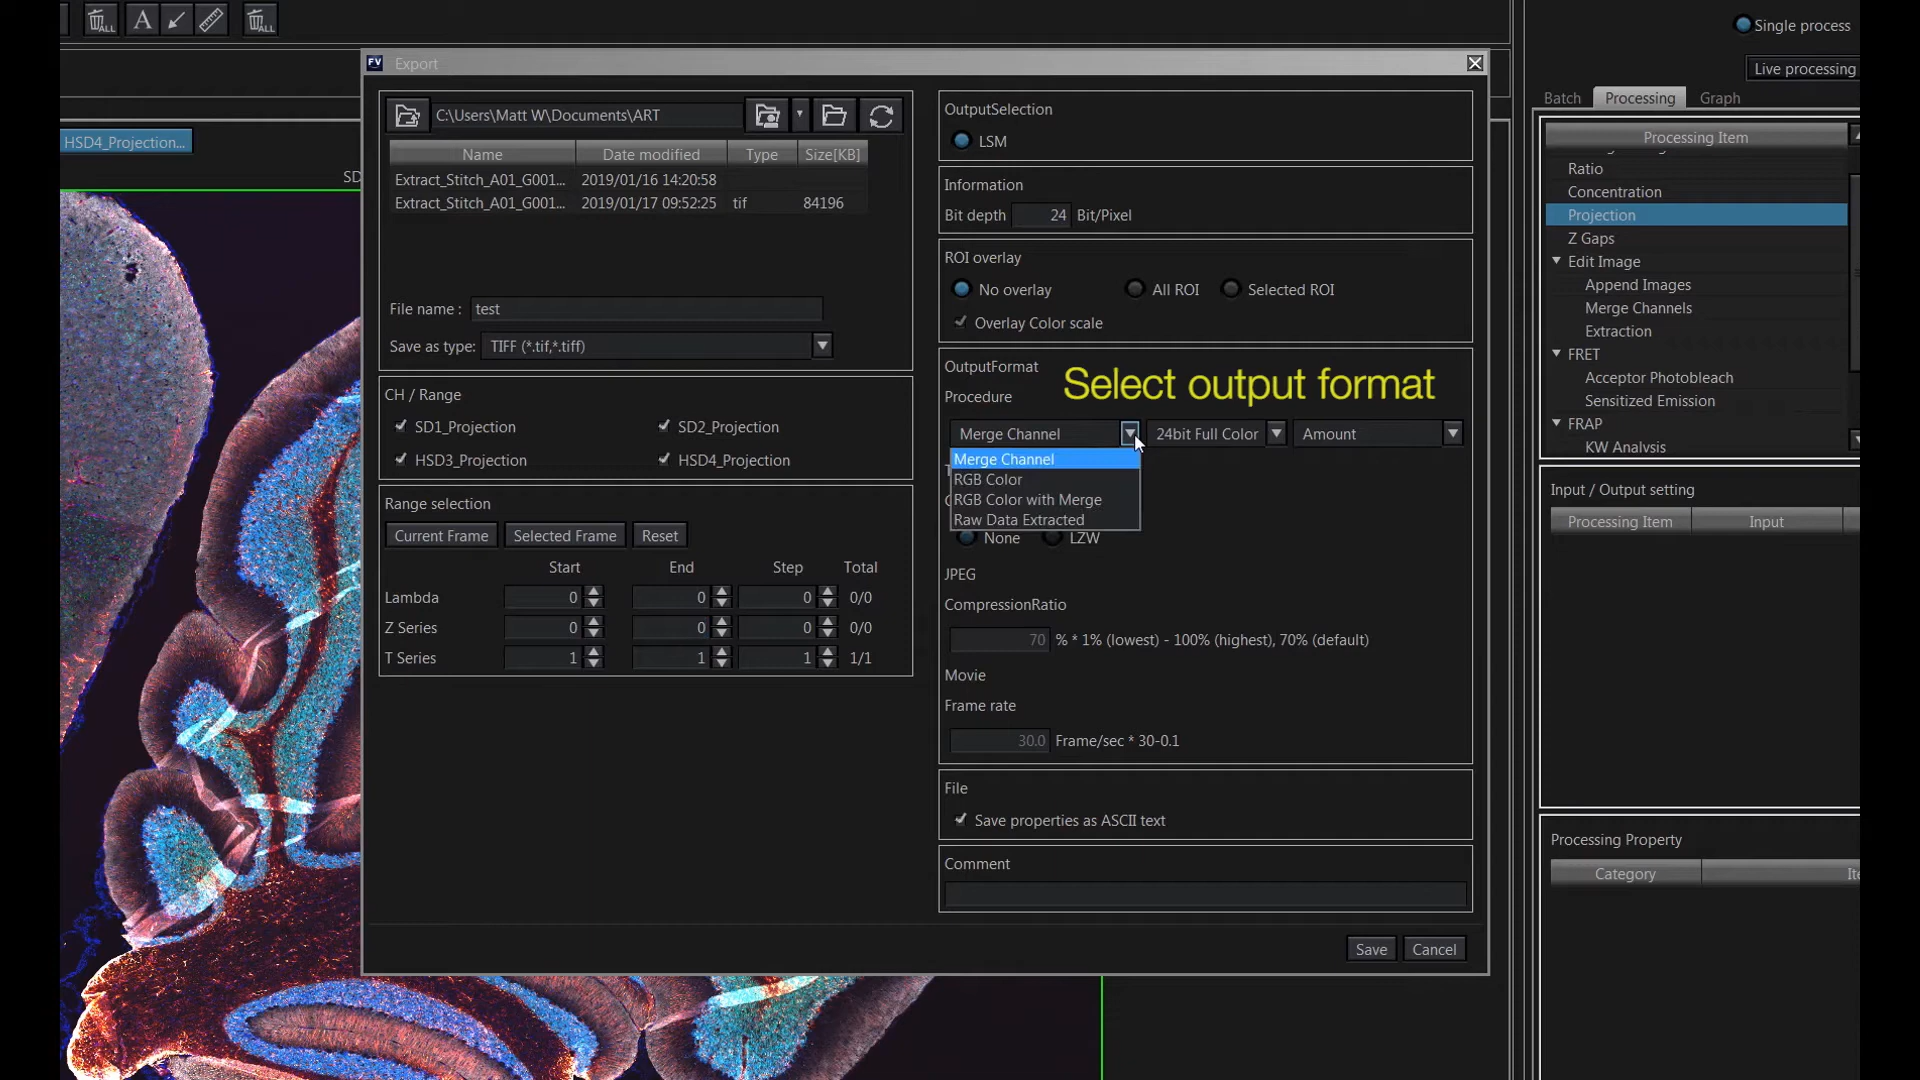 ALL
A
ALL
Single process
Live processing
Batch
Processing
Graph
HSD4_Projection...
SD
FV
Export
C:\Users\Matt W\Documents\ART
Name
Date modified
Type
Size[KB]
Extract_Stitch_A01_G001... 2019/01/16 14:20:58
Extract_Stitch_A01_G001... 2019/01/17 09:52:25 tif 84196
File name : test
Save as type: TIFF (*.tif,*.tiff)
CH / Range
SD1_Projection
SD2_Projection
HSD3_Projection
HSD4_Projection
Range selection
Current Frame
Selected Frame
Reset
Start
End
Step
Total
Lambda 0 0 0 0/0
Z Series 0 0 0 0/0
T Series 1 1 1 1/1
OutputSelection
LSM
Information
Bit depth 24 Bit/Pixel
ROI overlay
No overlay
All ROI
Selected ROI
Overlay Color scale
OutputFormat
Select output format
Procedure
Merge Channel
24bit Full Color
Amount
Merge Channel
RGB Color
RGB Color with Merge
Raw Data Extracted
None
LZW
JPEG
CompressionRatio
70 % * 1% (lowest) - 100% (highest), 70% (default)
Movie
Frame rate
30.0 Frame/sec * 30-0.1
File
Save properties as ASCII text
Comment
Save
Cancel
Processing Item
Ratio
Concentration
Projection
Z Gaps
Edit Image
Append Images
Merge Channels
Extraction
FRET
Acceptor Photobleach
Sensitized Emission
FRAP
KW Analysis
Input / Output setting
Processing Item
Input
Processing Property
Category
Ite